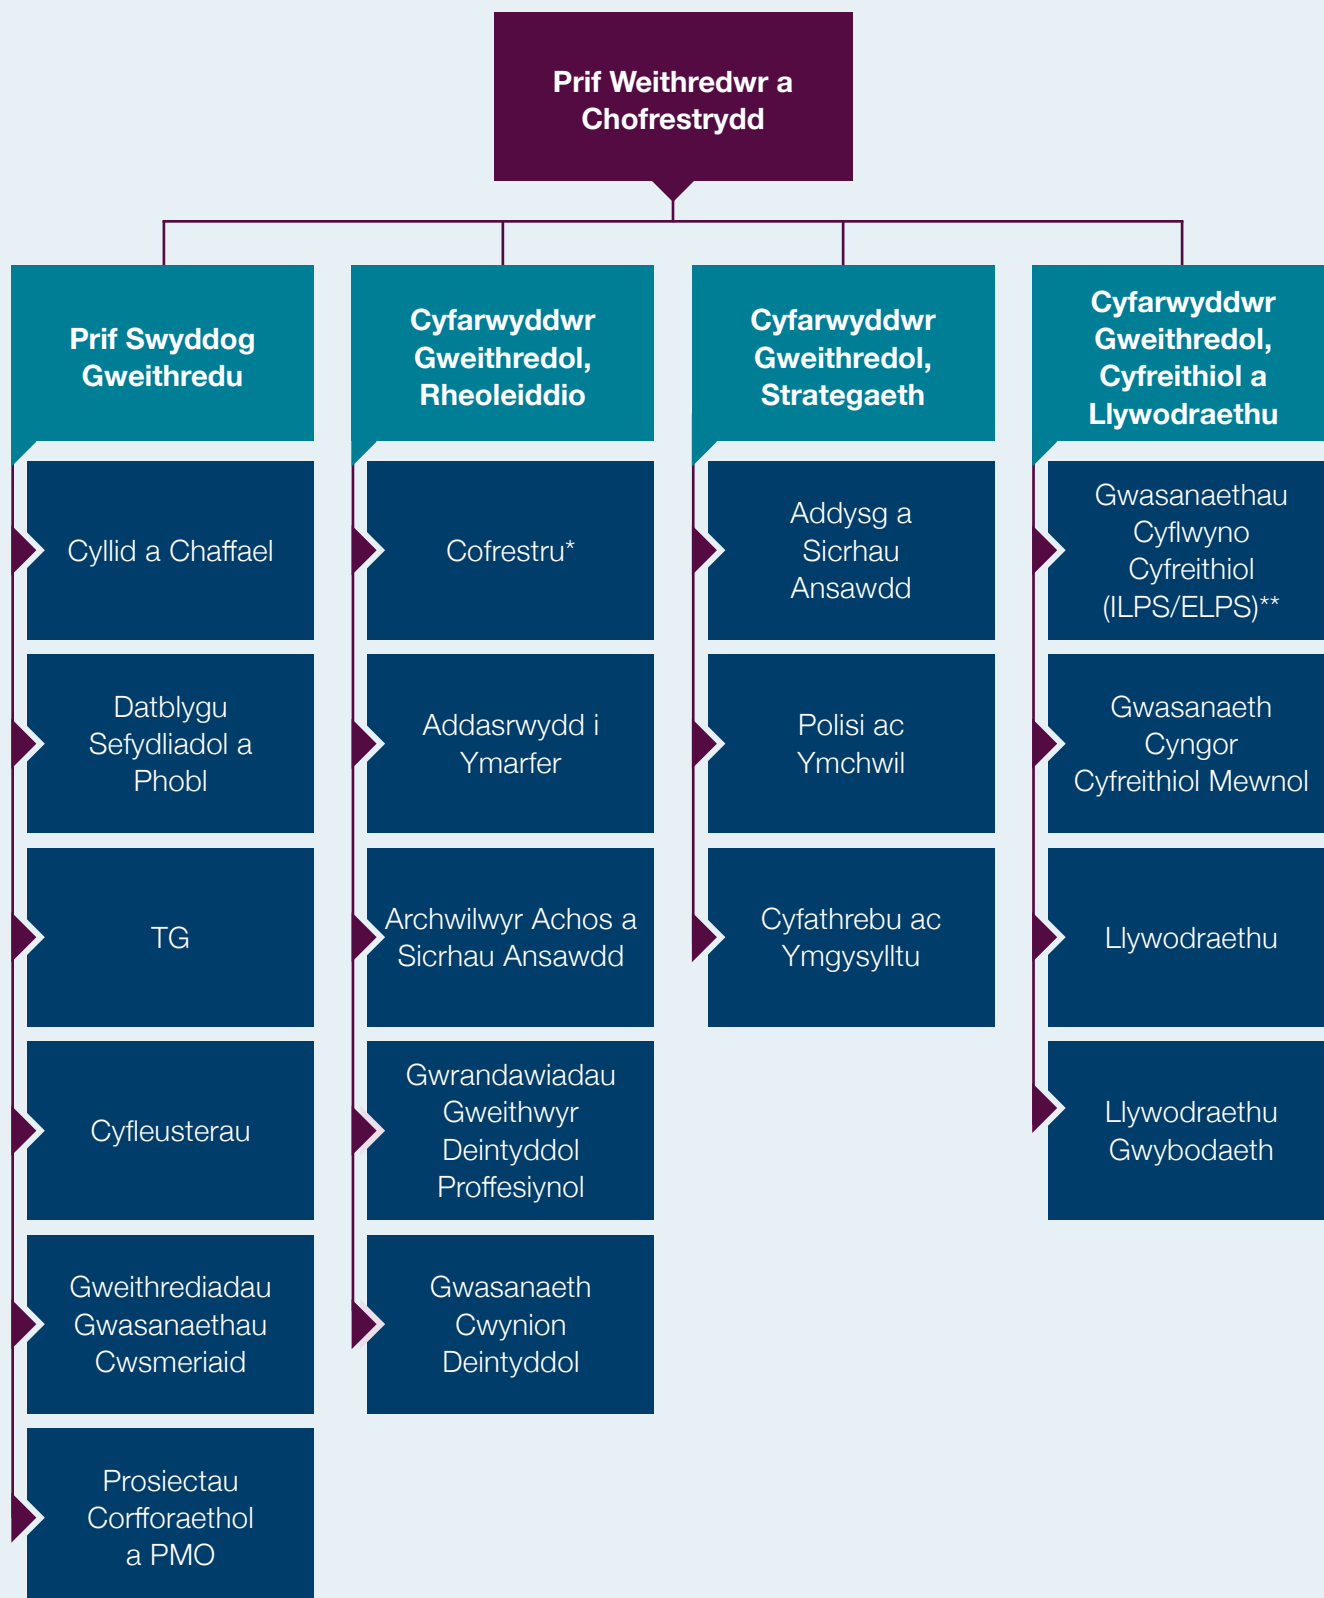 Prif Weithredwr a
Chofrestrydd
Prif Swyddog
Gweithredu
Cyllid a Chaffael
Datblygu
Sefydliadol a
Phobl
TG
Cyfleusterau
Gweithrediadau
Gwasanaethau
Cwsmeriaid
Prosiectau
Corfforaethol
a PMO
Cyfarwyddwr
Gweithredol,
Rheoleiddio
Cofrestru*
Addasrwydd i
Ymarfer
Archwilwyr Achos a
Sicrhau Ansawdd
Gwrandawiadau
Gweithwyr
Deintyddol
Proffesiynol
Gwasanaeth
Cwynion
Deintyddol
Cyfarwyddwr
Gweithredol,
Strategaeth
Addysg a
Sicrhau
Ansawdd
Polisi ac
Ymchwil
Cyfathrebu ac
Ymgysylltu
Cyfarwyddwr
Gweithredol,
Cyfreithiol a
Llywodraethu
Gwasanaethau
Cyflwyno
Cyfreithiol
(ILPS/ELPS)**
Gwasanaeth
Cyngor
Cyfreithiol Mewnol
Llywodraethu
Llywodraethu
Gwybodaeth